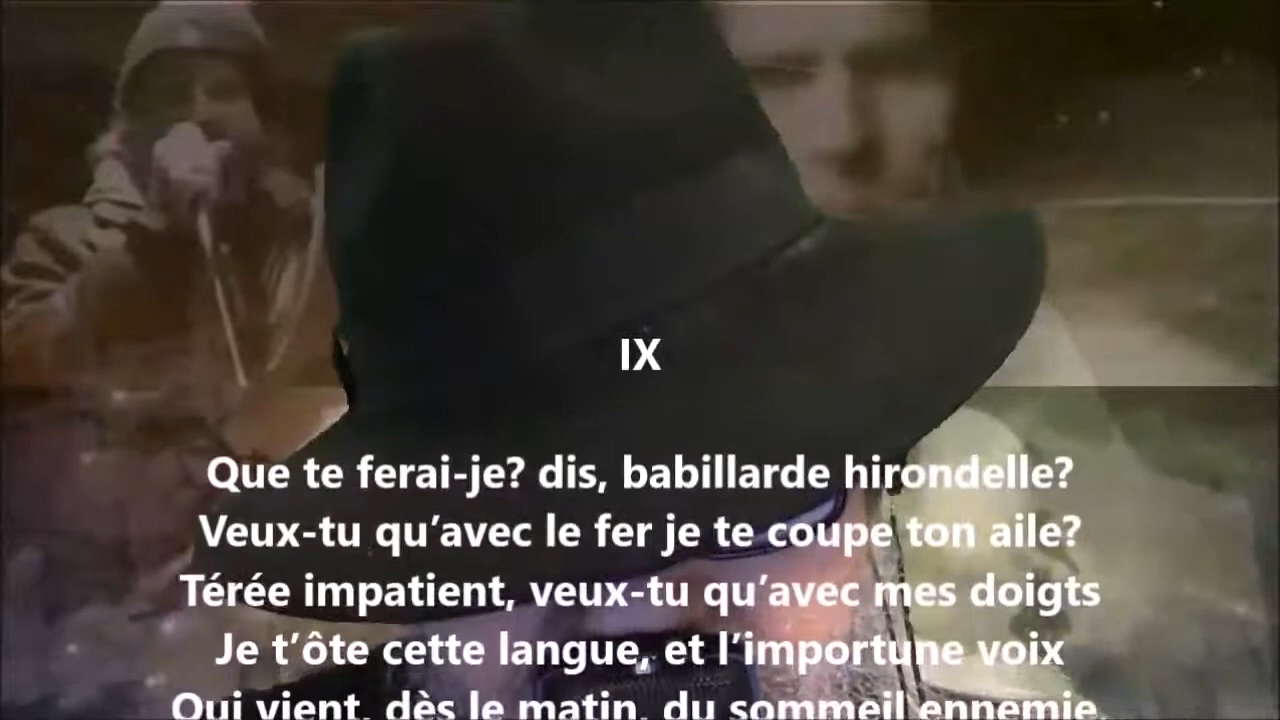 IX
Que te ferai-je? dis, babillarde hirondelle?
Veux-tu qu’avec le fer je te coupe ton aile?
Térée impatient, veux-tu qu’avec mes doigts
Je t’ôte cette langue, et l’importune voix
Qui vient, dès le matin, du sommeil ennemie,